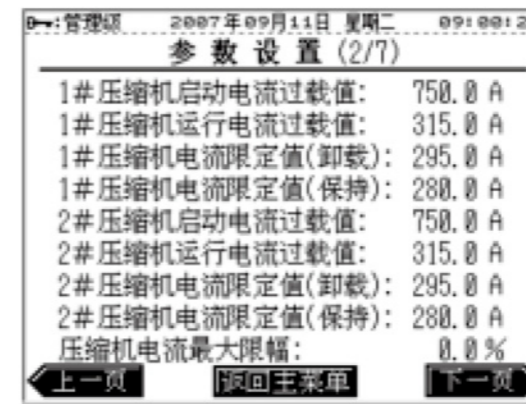 :管理级 2007年09月11日 星期二 09:00:2
参 数 设 置 (2/7)
1#压缩机启动电流过载值: 750.0 A
1#压缩机运行电流过载值: 315.0 A
1#压缩机电流限定值(卸载): 295.0 A
1#压缩机电流限定值(保持): 280.0 A
2#压缩机启动电流过载值: 750.0 A
2#压缩机运行电流过载值: 315.0 A
2#压缩机电流限定值(卸载): 295.0 A
2#压缩机电流限定值(保持): 280.0 A
压缩机电流最大限幅: 0.0%
上一页 返回主菜单 下一页